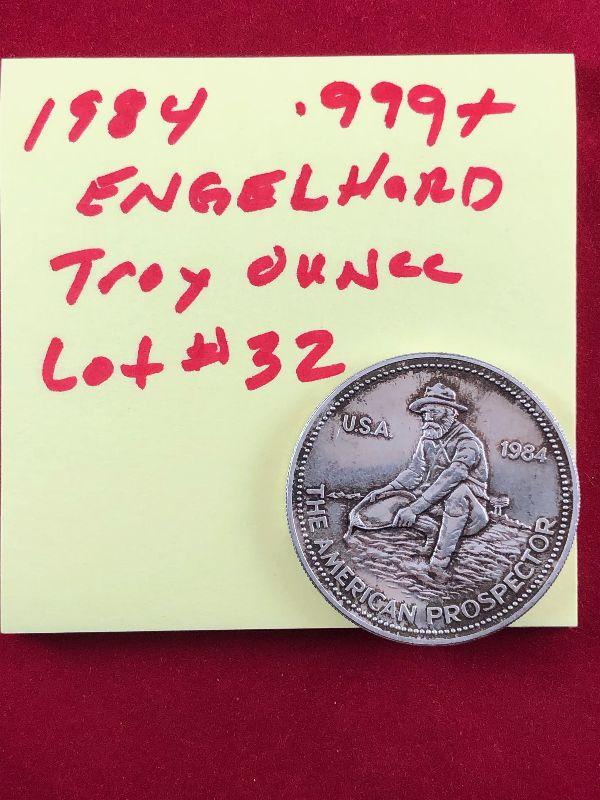 1984 .999+
ENGELHaRD
Troy OUNCE
Lot #32
U.S.A.
1984
THE AMERICAN PROSPECTOR